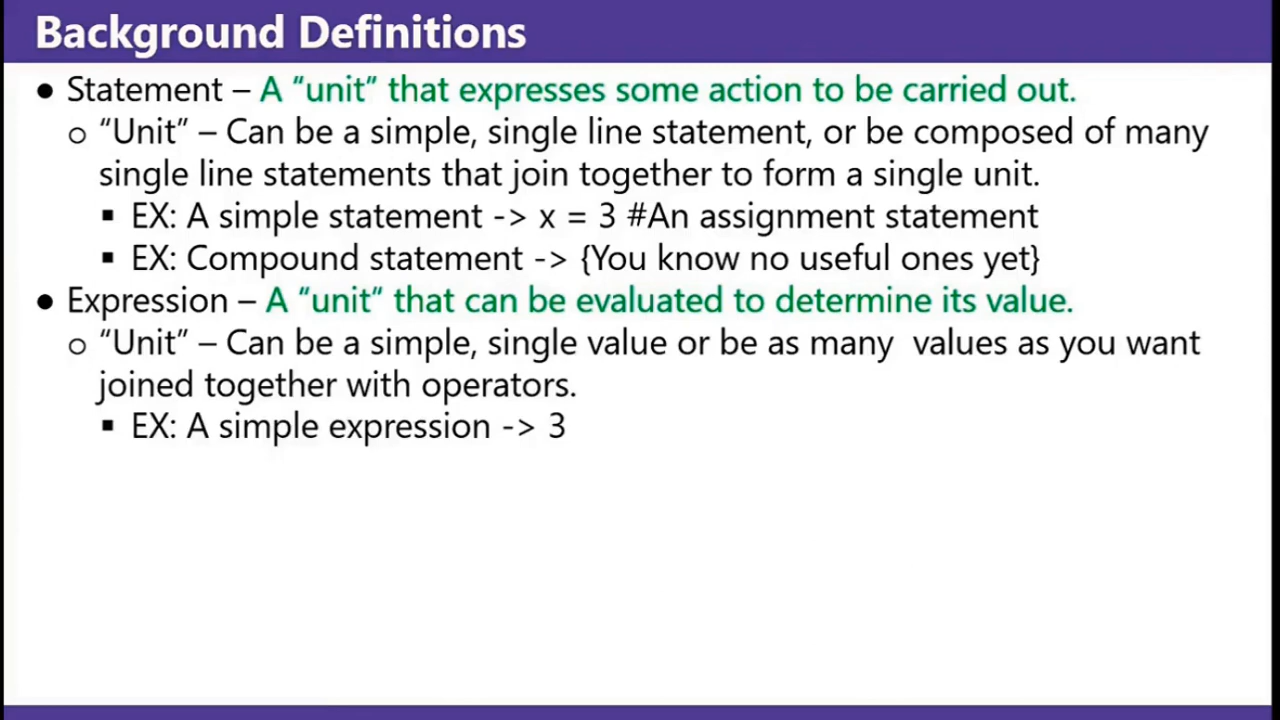 Background Definitions
● Statement – A “unit” that expresses some action to be carried out.
o “Unit” – Can be a simple, single line statement, or be composed of many
single line statements that join together to form a single unit.
▪ EX: A simple statement -> x = 3 #An assignment statement
▪ EX: Compound statement -> {You know no useful ones yet}
● Expression – A “unit” that can be evaluated to determine its value.
o “Unit” – Can be a simple, single value or be as many  values as you want
joined together with operators.
▪ EX: A simple expression -> 3